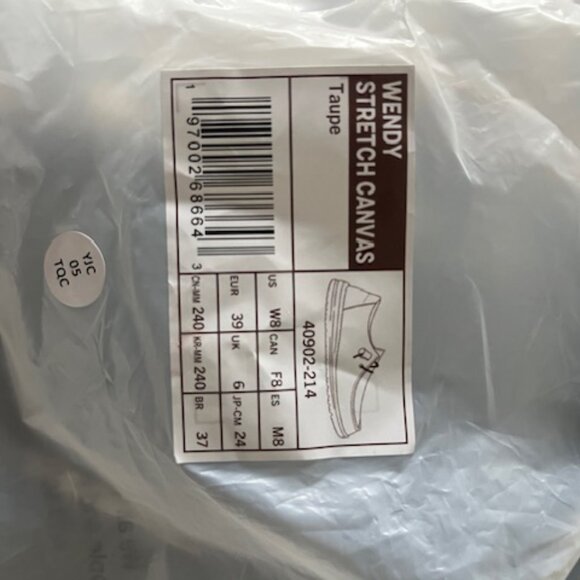 WENDY
STRETCH CANVAS
Taupe
1 97002 68664 3
40902-214
US W8 CAN F8 ES M8
EUR 39 UK 6 JP-CM 24
CN-MM 240 KR-MM 240 BR 37
YJC
05
TQC